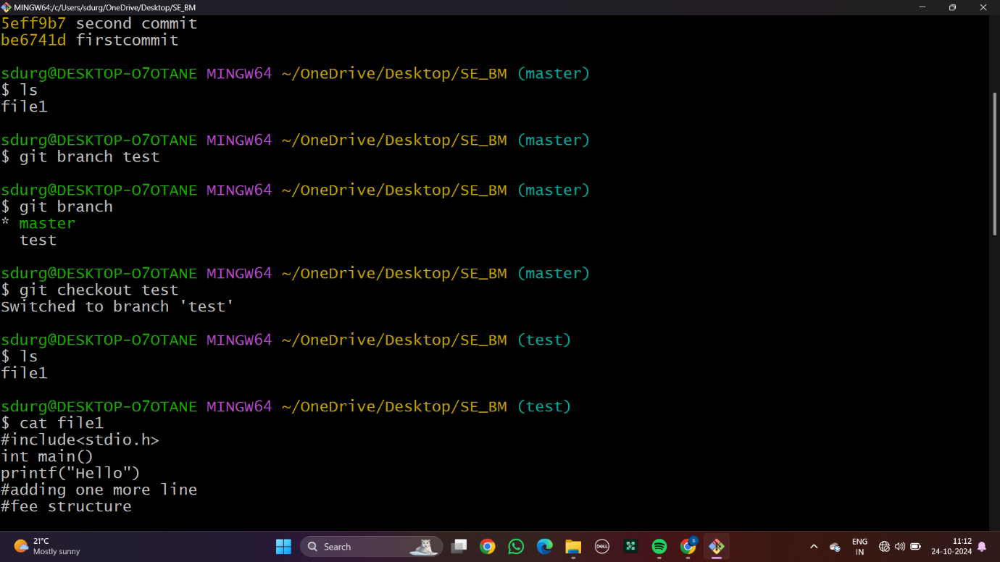 MINGW64:/c/Users/sdurg/OneDrive/Desktop/SE_BM
5eff9b7 second commit
be6741d firstcommit
sdurg@DESKTOP-O7OTANE MINGW64 ~/OneDrive/Desktop/SE_BM (master)
$ ls
file1
sdurg@DESKTOP-O7OTANE MINGW64 ~/OneDrive/Desktop/SE_BM (master)
$ git branch test
sdurg@DESKTOP-O7OTANE MINGW64 ~/OneDrive/Desktop/SE_BM (master)
$ git branch
* master
  test
sdurg@DESKTOP-O7OTANE MINGW64 ~/OneDrive/Desktop/SE_BM (master)
$ git checkout test
Switched to branch 'test'
sdurg@DESKTOP-O7OTANE MINGW64 ~/OneDrive/Desktop/SE_BM (test)
$ ls
file1
sdurg@DESKTOP-O7OTANE MINGW64 ~/OneDrive/Desktop/SE_BM (test)
$ cat file1
#include<stdio.h>
int main()
printf("Hello")
#adding one more line
#fee structure
21°C
Mostly sunny
Search
DELL
S
ENG
IN
11:12
24-10-2024